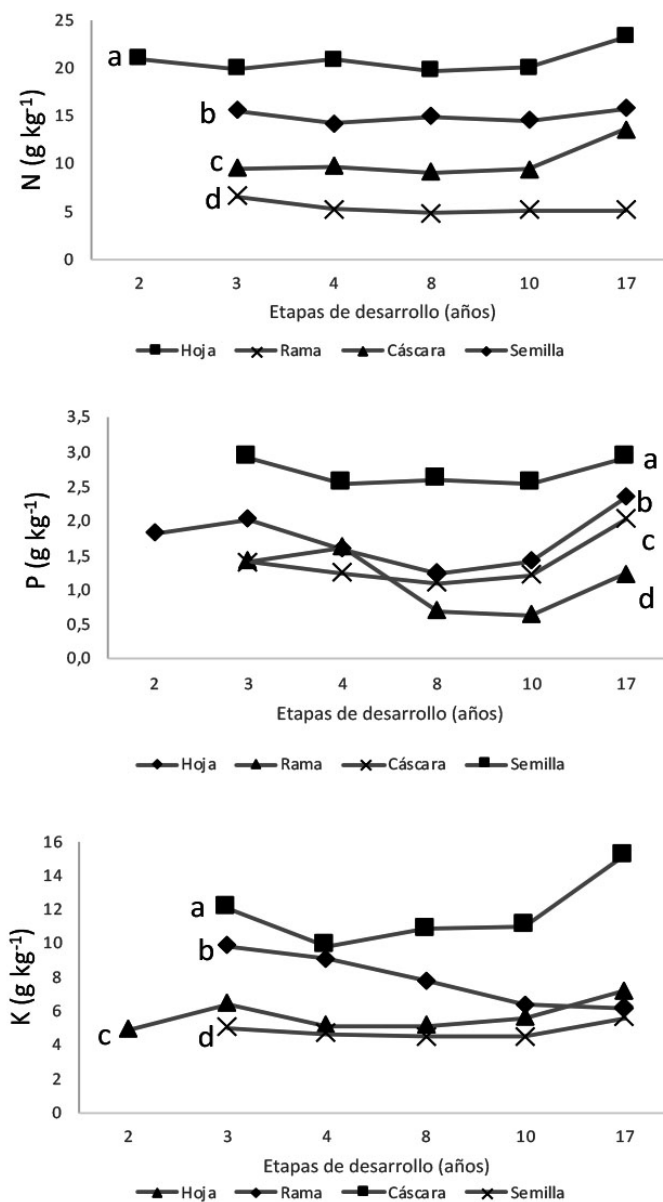 25
20
15
10
5
0
N (g kg⁻¹)
a
b
c
d
2 3 4 8 10 17
Etapas de desarrollo (años)
Hoja Rama Cáscara Semilla
3,5
3,0
2,5
2,0
1,5
1,0
0,5
0,0
P (g kg⁻¹)
a
b
c
d
2 3 4 8 10 17
Etapas de desarrollo (años)
Hoja Rama Cáscara Semilla
16
14
12
10
8
6
4
2
0
K (g kg⁻¹)
a
b
c
d
2 3 4 8 10 17
Etapas de desarrollo (años)
Hoja Rama Cáscara Semilla